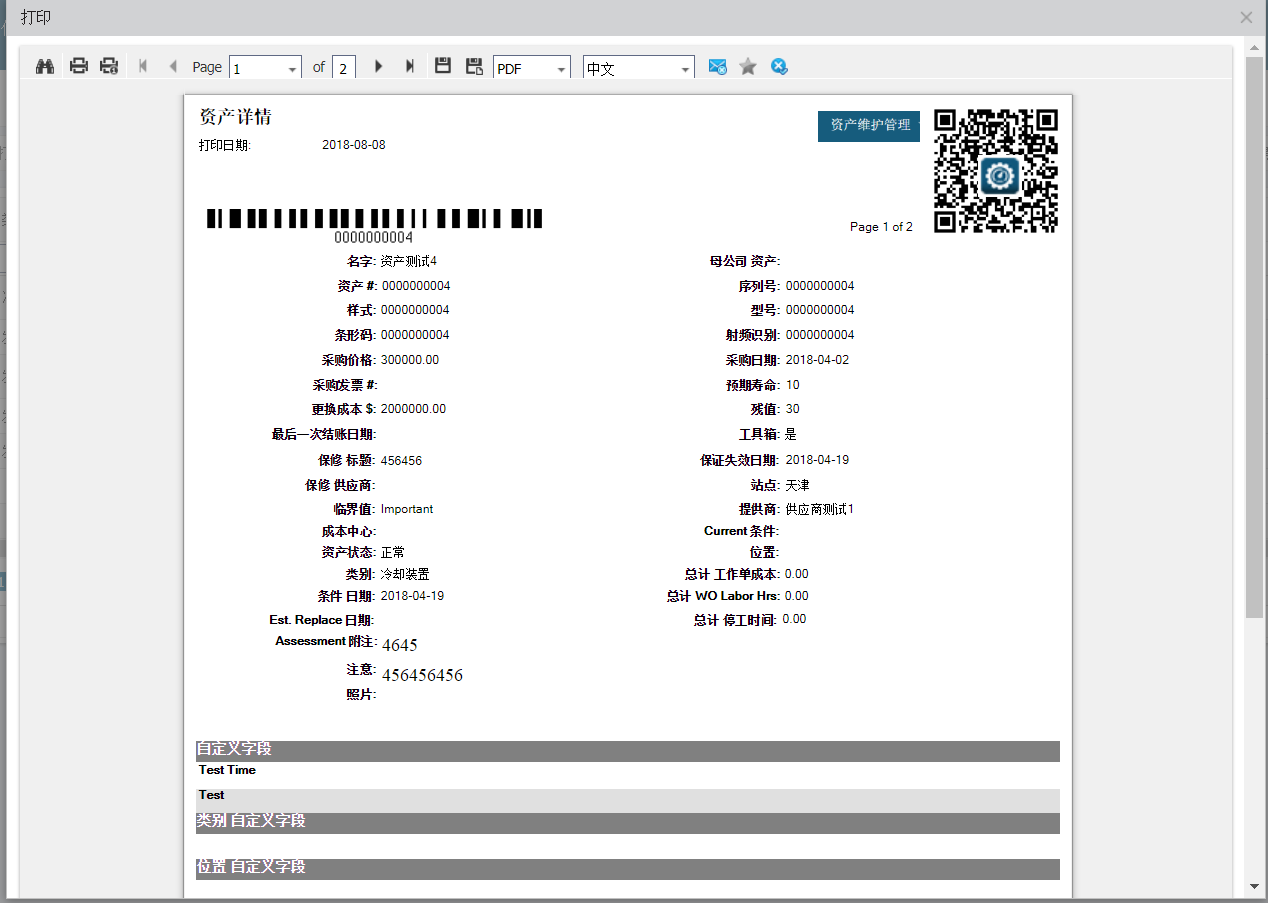 打印
Page 1 of 2 PDF 中文
资产详情
资产维护管理
打印日期: 2018-08-08
0000000004
Page 1 of 2
名字: 资产测试4 母公司 资产:
资产 #: 0000000004 序列号: 0000000004
样式: 0000000004 型号: 0000000004
条形码: 0000000004 射频识别: 0000000004
采购价格: 300000.00 采购日期: 2018-04-02
采购发票 #: 预期寿命: 10
更换成本 $: 2000000.00 残值: 30
最后一次结账日期: 工具箱: 是
保修 标题: 456456 保证失效日期: 2018-04-19
保修 供应商: 站点: 天津
临界值: Important 提供商: 供应商测试1
成本中心: Current 条件:
资产状态: 正常 位置:
类别: 冷却装置 总计 工作单成本: 0.00
条件 日期: 2018-04-19 总计 WO Labor Hrs: 0.00
Est. Replace 日期: 总计 停工时间: 0.00
Assessment 附注: 4645
注意: 456456456
照片:
自定义字段
Test Time
Test
类别 自定义字段
位置 自定义字段